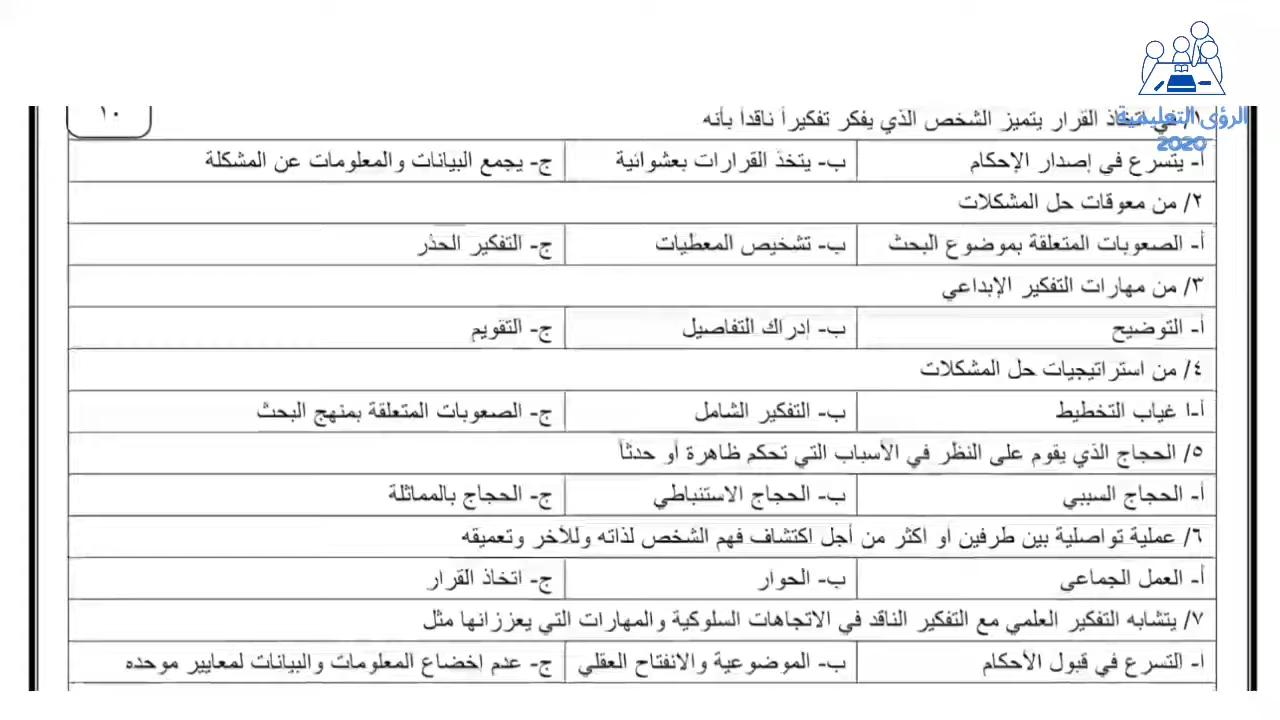 الرؤى التعليمية
2020
١٠
١/ في اتخاذ القرار يتميز الشخص الذي يفكر تفكيراً ناقداً بأنه
أ- يتسرع في إصدار الإحكام ب- يتخذ القرارات بعشوائية ج- يجمع البيانات والمعلومات عن المشكلة
٢/ من معوقات حل المشكلات
أ- الصعوبات المتعلقة بموضوع البحث ب- تشخيص المعطيات ج- التفكير الحذر
٣/ من مهارات التفكير الإبداعي
أ- التوضيح ب- إدراك التفاصيل ج- التقويم
٤/ من استراتيجيات حل المشكلات
أ-ا غياب التخطيط ب- التفكير الشامل ج- الصعوبات المتعلقة بمنهج البحث
٥/ الحجاج الذي يقوم على النظر في الأسباب التي تحكم ظاهرة أو حدثاً
أ- الحجاج السببي ب- الحجاج الاستنباطي ج- الحجاج بالمماثلة
٦/ عملية تواصلية بين طرفين أو اكثر من أجل اكتشاف فهم الشخص لذاته وللآخر وتعميقه
أ- العمل الجماعي ب- الحوار ج- اتخاذ القرار
٧/ يتشابه التفكير العلمي مع التفكير الناقد في الاتجاهات السلوكية والمهارات التي يعززانها مثل
ا- التسرع في قبول الأحكام ب- الموضوعية والانفتاح العقلي ج- عدم اخضاع المعلومات والبيانات لمعايير موحده